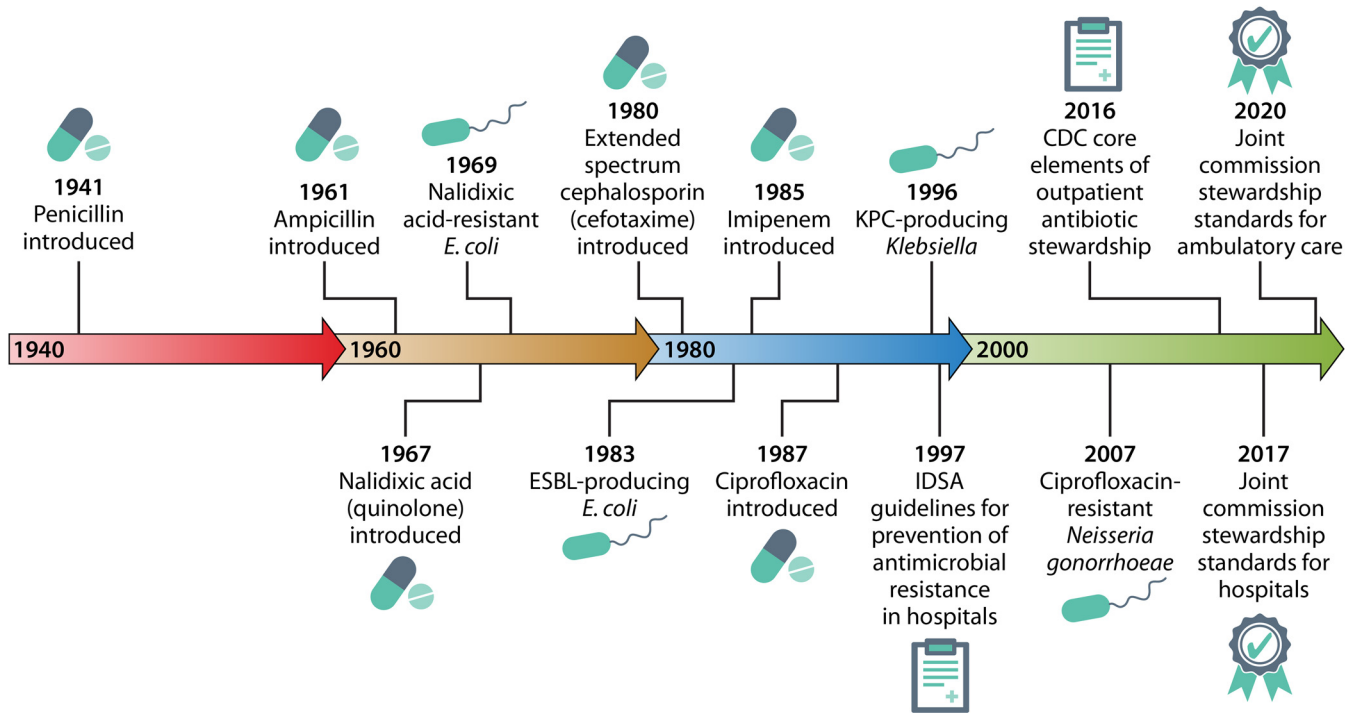 1941
Penicillin
introduced
1961
Ampicillin
introduced
1969
Nalidixic
acid-resistant
E. coli
1980
Extended
spectrum
cephalosporin
(cefotaxime)
introduced
1985
Imipenem
introduced
1996
KPC-producing
Klebsiella
2016
CDC core
elements of
outpatient
antibiotic
stewardship
2020
Joint
commission
stewardship
standards for
ambulatory care
1940
1960
1980
2000
1967
Nalidixic acid
(quinolone)
introduced
1983
ESBL-producing
E. coli
1987
Ciprofloxacin
introduced
1997
IDSA
guidelines for
prevention of
antimicrobial
resistance
in hospitals
2007
Ciprofloxacin-
resistant
Neisseria
gonorrhoeae
2017
Joint
commission
stewardship
standards for
hospitals